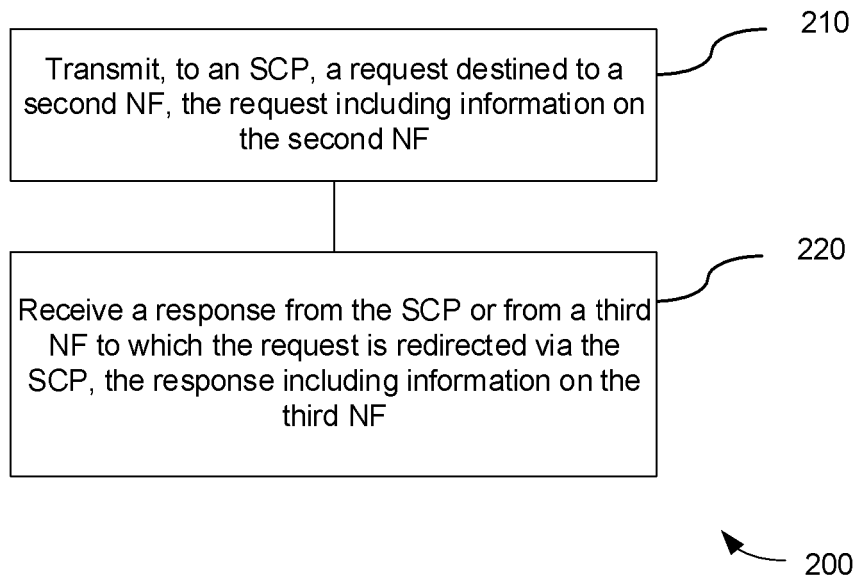 210
Transmit, to an SCP, a request destined to a
second NF, the request including information on
the second NF
220
Receive a response from the SCP or from a third
NF to which the request is redirected via the
SCP, the response including information on the
third NF
200